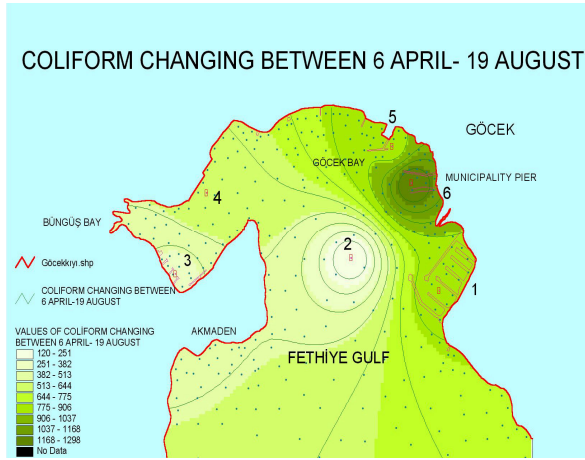 COLIFORM CHANGING BETWEEN 6 APRIL- 19 AUGUST
5
GÖCEK
GÖCEK BAY
MUNICIPALITY PIER
6
4
BÜNGÜŞ BAY
2
3
Göcekkıyı.shp
1
COLIFORM CHANGING BETWEEN
6 APRIL-19 AUGUST
AKMADEN
VALUES OF COLİFORM CHANGING
BETWEEN 6 APRIL- 19 AUGUST
FETHİYE GULF
120 - 251
251 - 382
382 - 513
513 - 644
644 - 775
775 - 906
906 - 1037
1037 - 1168
1168 - 1298
No Data